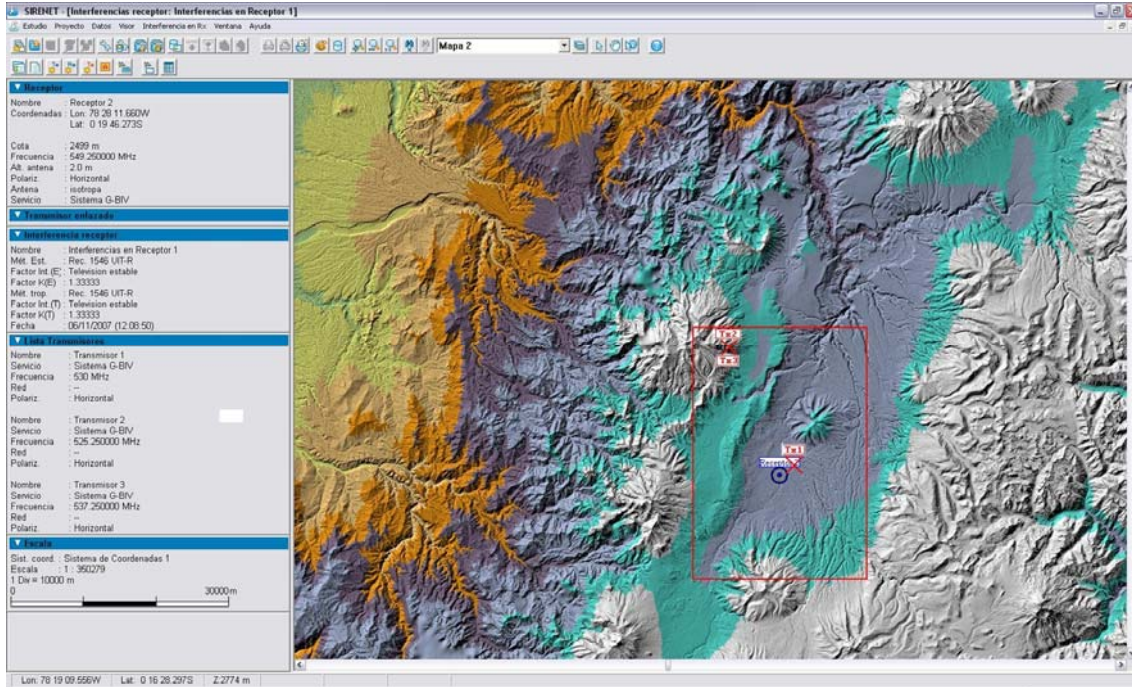 SIRENET - [Interferencias receptor: Interferencias en Receptor 1]
Estudio Proyecto Datos Visor Interferencia en Rx Ventana Ayuda
Mapa 2
Receptor
Nombre : Receptor 2
Coordenadas : Lon: 78 28 11.660W
Lat: 0 19 46.273S
Cota : 2499 m
Frecuencia : 549.250000 MHz
Alt. antena : 2.0 m
Polariz. : Horizontal
Antena : isotropa
Servicio : Sistema G-BIV
Transmisor enlazado
Interferencia receptor
Nombre : Interferencias en Receptor 1
Mét. Est. : Rec. 1546 UIT-R
Factor Int.(E) : Television estable
Factor K(E) : 1.33333
Mét. trop. : Rec. 1546 UIT-R
Factor Int.(T) : Television estable
Factor K(T) : 1.33333
Fecha : 06/11/2007 (12:08:50)
Lista Transmisores
Nombre : Transmisor 1
Servicio : Sistema G-BIV
Frecuencia : 530 MHz
Red : --
Polariz. : Horizontal
Nombre : Transmisor 2
Servicio : Sistema G-BIV
Frecuencia : 525.250000 MHz
Red : --
Polariz. : Horizontal
Nombre : Transmisor 3
Servicio : Sistema G-BIV
Frecuencia : 537.250000 MHz
Red : --
Polariz. : Horizontal
Escala
Sist. coord. : Sistema de Coordenadas 1
Escala : 1 : 350279
1 Div = 10000 m
0 30000m
Tx2
Tx3
Tx1
Lon: 78 19 09.556W Lat: 0 16 28.297S Z:2774 m